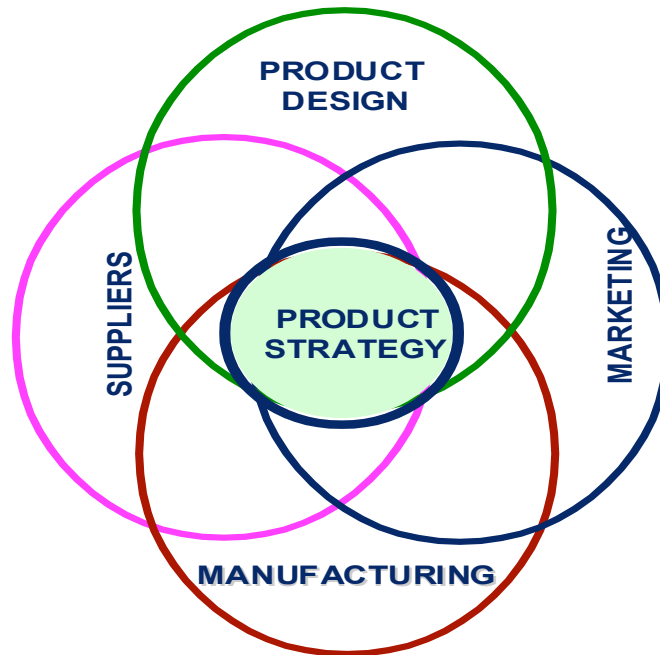 PRODUCT
DESIGN
SUPPLIERS
PRODUCT
STRATEGY
MARKETING
MANUFACTURING